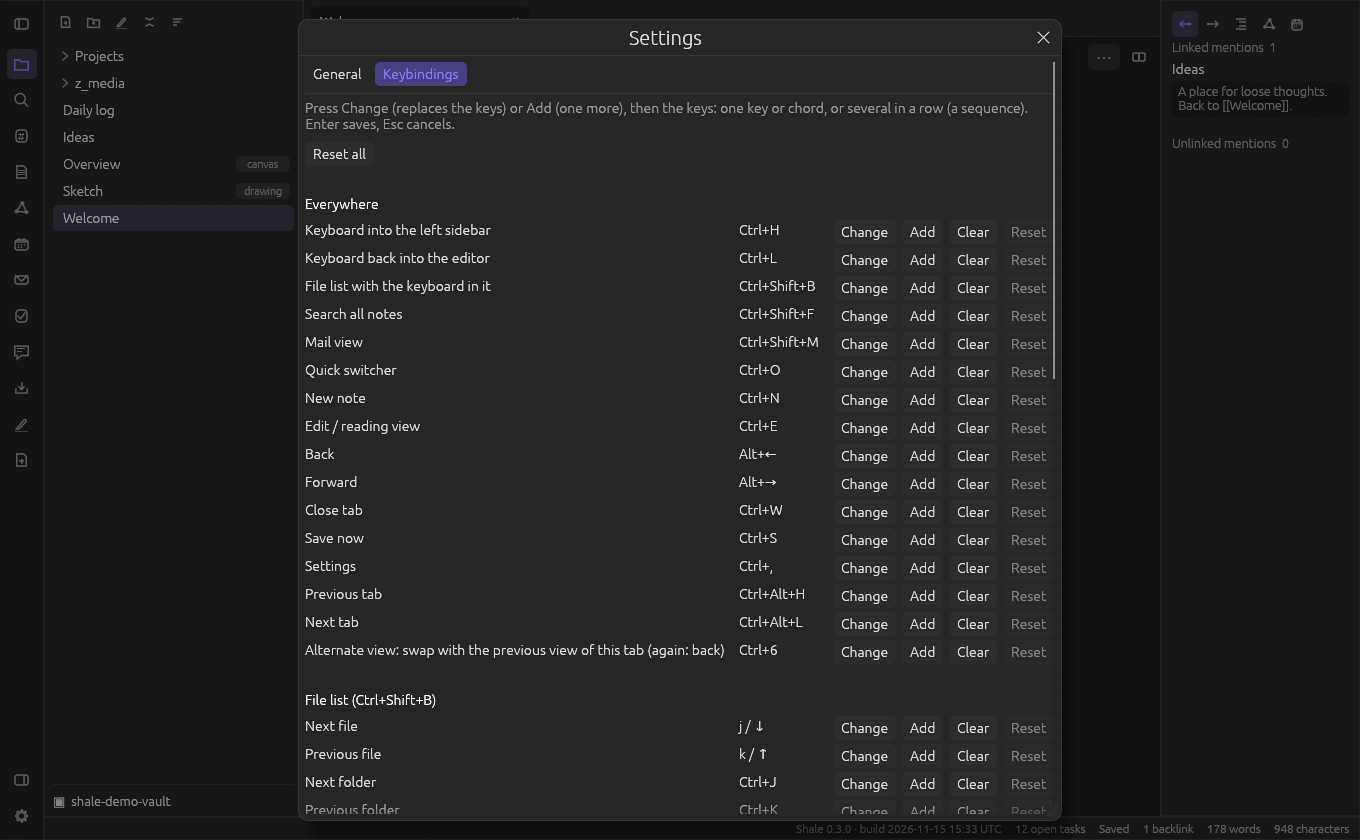 Settings
General Keybindings
Press Change (replaces the keys) or Add (one more), then the keys: one key or chord, or several in a row (a sequence).
Enter saves, Esc cancels.
Reset all
Everywhere
Keyboard into the left sidebar Ctrl+H Change Add Clear Reset
Keyboard back into the editor Ctrl+L Change Add Clear Reset
File list with the keyboard in it Ctrl+Shift+B Change Add Clear Reset
Search all notes Ctrl+Shift+F Change Add Clear Reset
Mail view Ctrl+Shift+M Change Add Clear Reset
Quick switcher Ctrl+O Change Add Clear Reset
New note Ctrl+N Change Add Clear Reset
Edit / reading view Ctrl+E Change Add Clear Reset
Back Alt+← Change Add Clear Reset
Forward Alt+→ Change Add Clear Reset
Close tab Ctrl+W Change Add Clear Reset
Save now Ctrl+S Change Add Clear Reset
Settings Ctrl+, Change Add Clear Reset
Previous tab Ctrl+Alt+H Change Add Clear Reset
Next tab Ctrl+Alt+L Change Add Clear Reset
Alternate view: swap with the previous view of this tab (again: back) Ctrl+6 Change Add Clear Reset
File list (Ctrl+Shift+B)
Next file j / ↓ Change Add Clear Reset
Previous file k / ↑ Change Add Clear Reset
Next folder Ctrl+J Change Add Clear Reset
Previous folder Ctrl+K Change Add Clear Reset
Projects
z_media
Daily log
Ideas
Overview canvas
Sketch drawing
Welcome
shale-demo-vault
Linked mentions 1
Ideas
A place for loose thoughts.
Back to [[Welcome]].
Unlinked mentions 0
Shale 0.3.0 · build 2026-11-15 15:33 UTC 12 open tasks Saved 1 backlink 178 words 948 characters